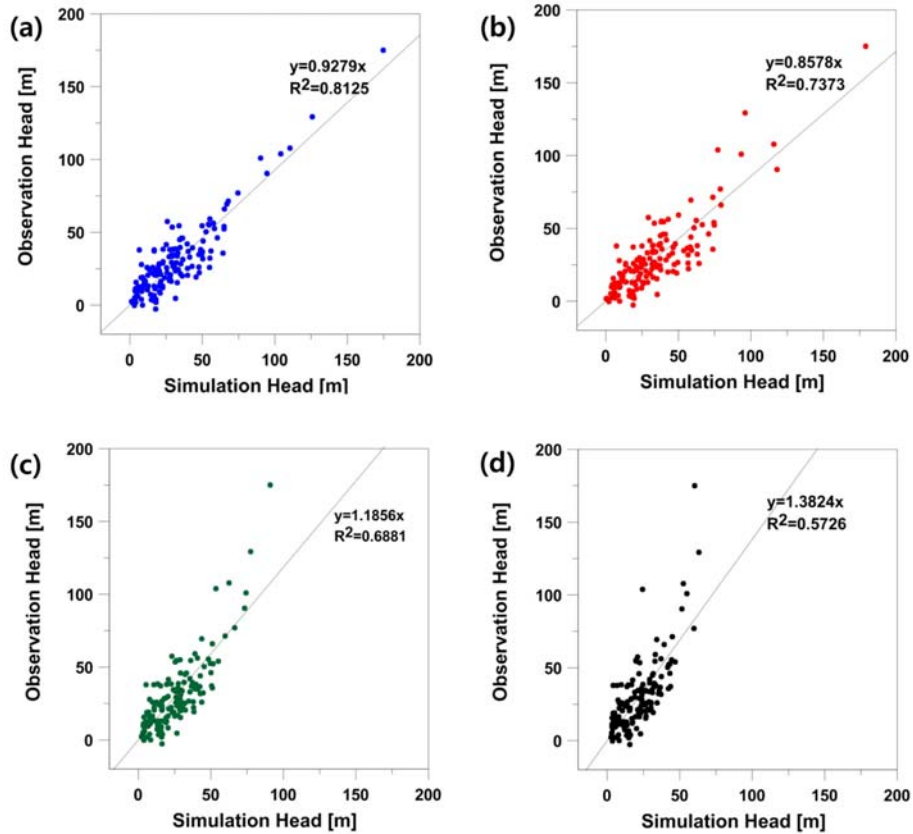 (a)
Observation Head [m]
200
150
100
50
0
y=0.9279x
R²=0.8125
0 50 100 150 200
Simulation Head [m]
(b)
Observation Head [m]
200
150
100
50
0
y=0.8578x
R²=0.7373
0 50 100 150 200
Simulation Head [m]
(c)
Observation Head [m]
200
150
100
50
0
y=1.1856x
R²=0.6881
0 50 100 150 200
Simulation Head [m]
(d)
Observation Head [m]
200
150
100
50
0
y=1.3824x
R²=0.5726
0 50 100 150 200
Simulation Head [m]